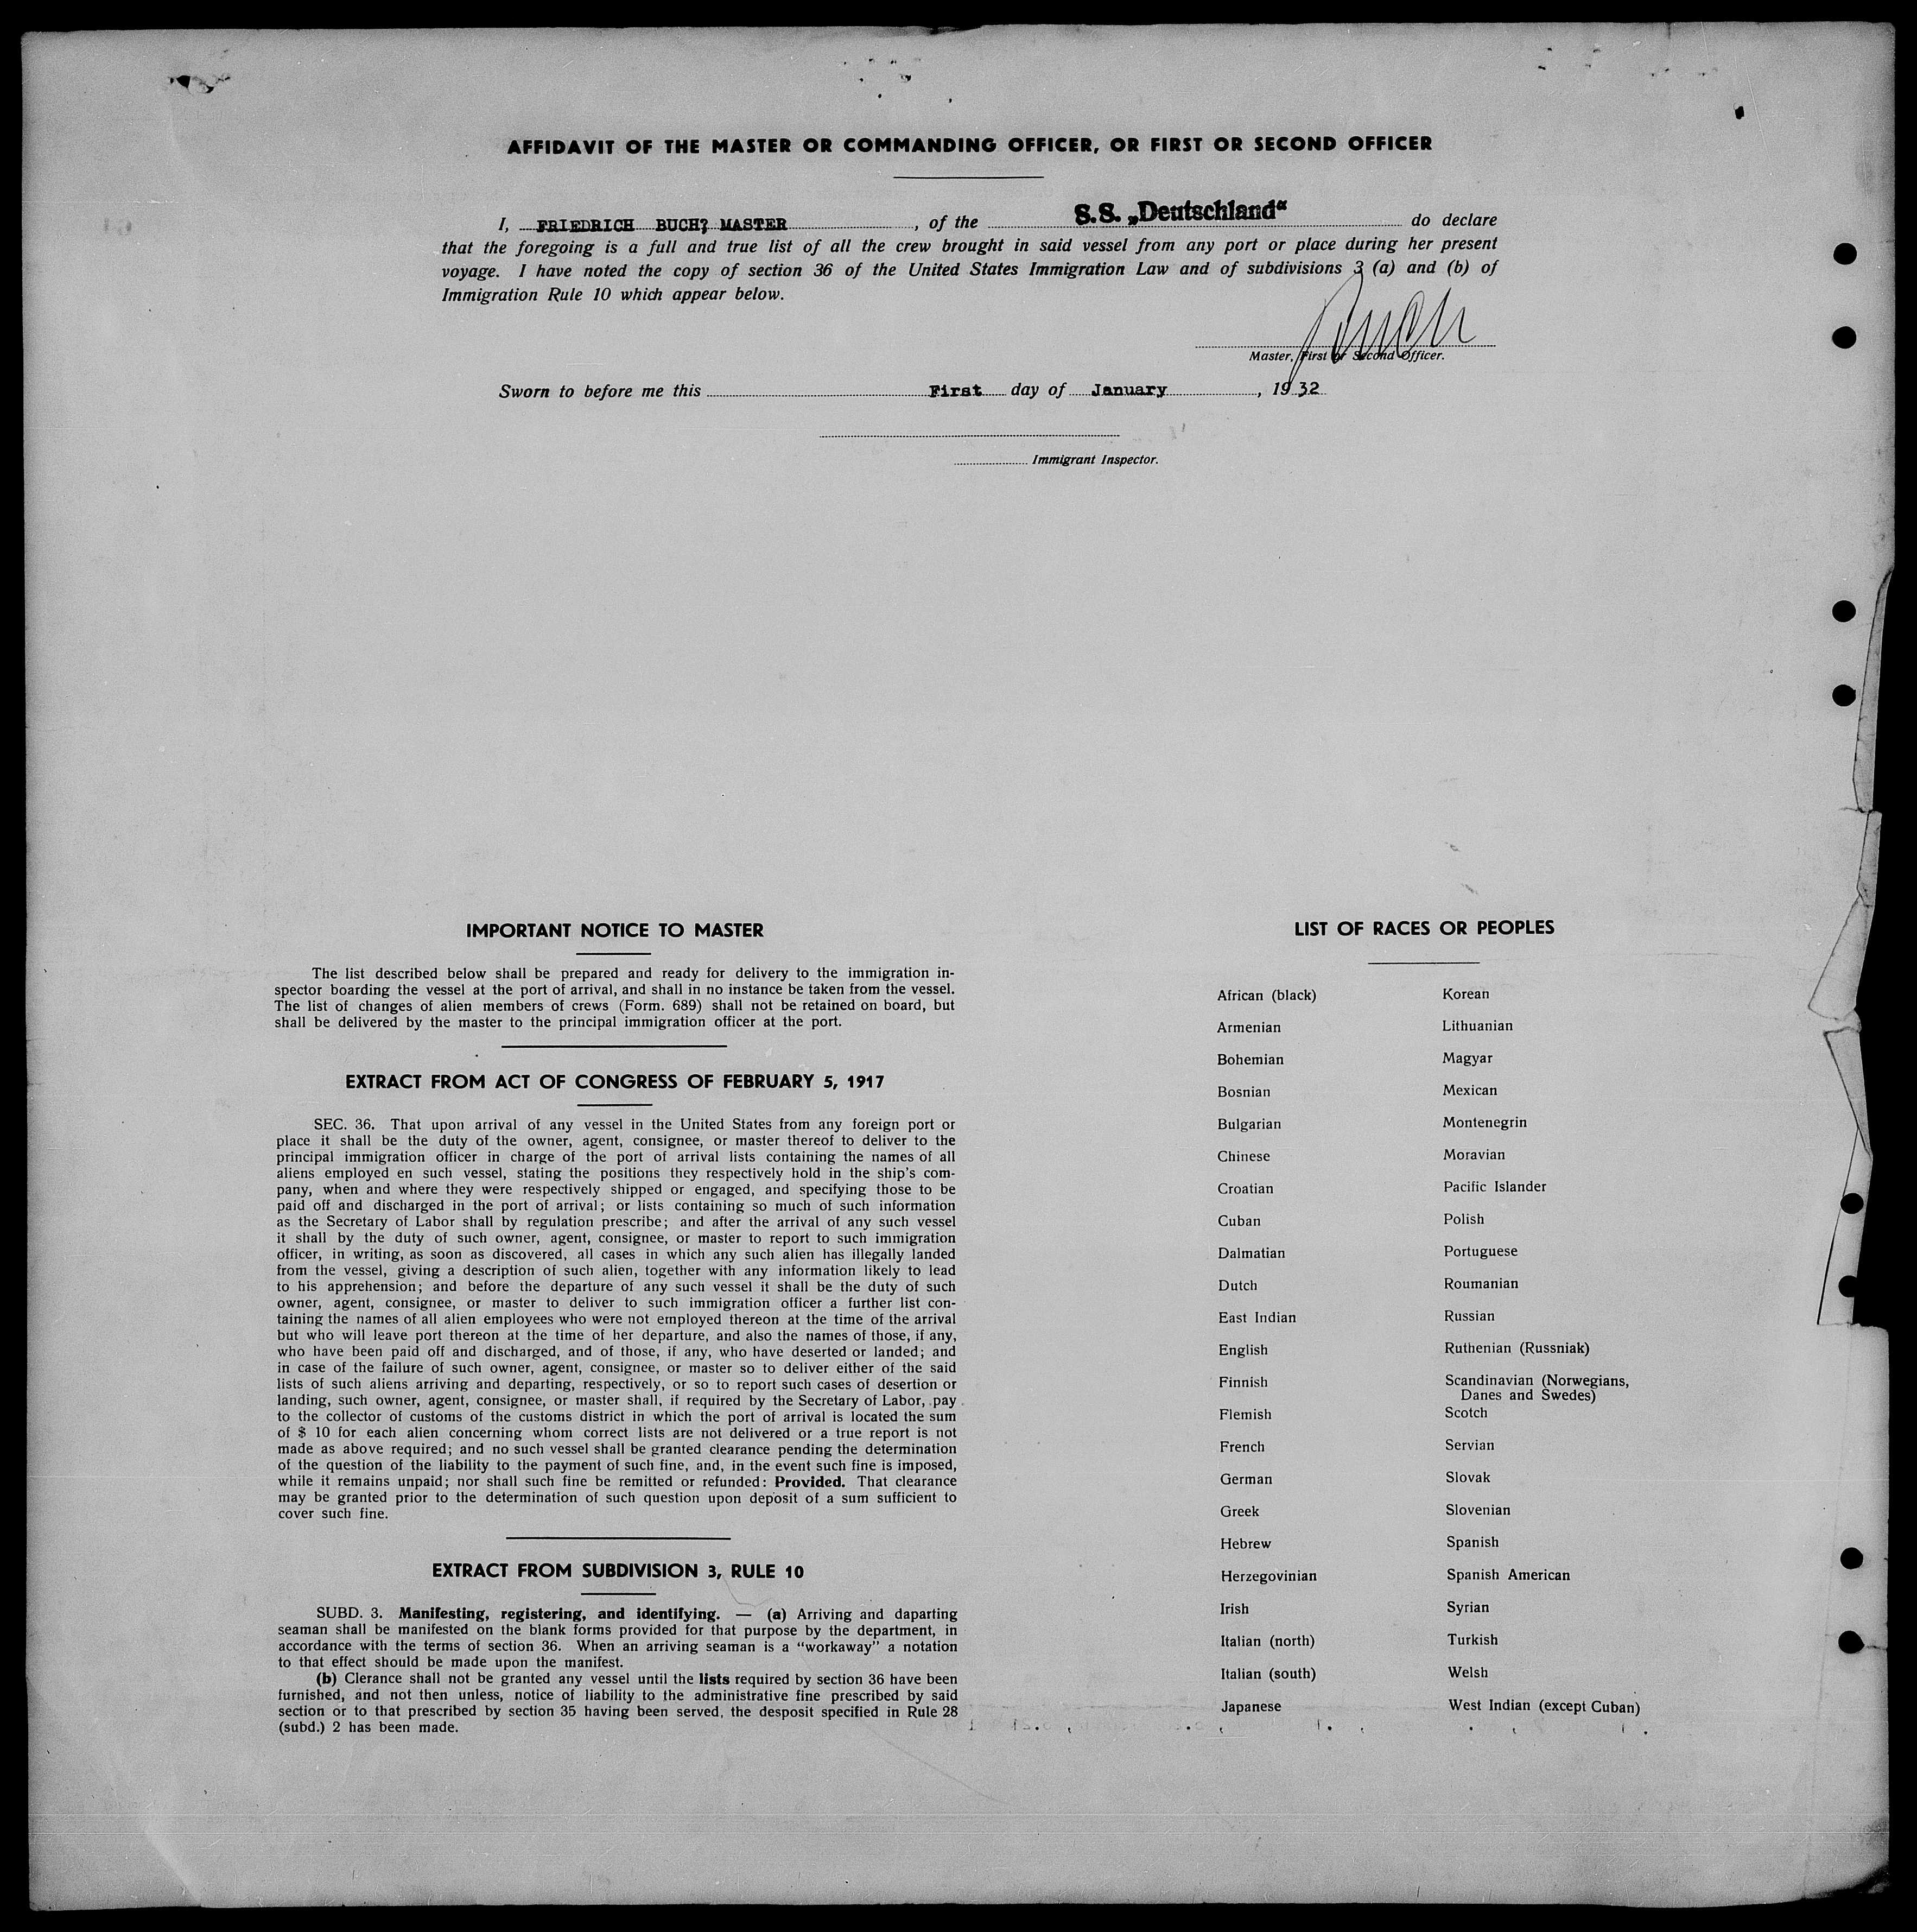 AFFIDAVIT OF THE MASTER OR COMMANDING OFFICER, OR FIRST OR SECOND OFFICER
I, FRIEDRICH BUCH? MASTER, of the S.S. „Deutschland“ do declare
that the foregoing is a full and true list of all the crew brought in said vessel from any port or place during her present
voyage. I have noted the copy of section 36 of the United States Immigration Law and of subdivisions 3 (a) and (b) of
Immigration Rule 10 which appear below.
Buch
Master, First or Second Officer.
Sworn to before me this First day of January, 1932
Immigrant Inspector.
IMPORTANT NOTICE TO MASTER
The list described below shall be prepared and ready for delivery to the immigration in-
spector boarding the vessel at the port of arrival, and shall in no instance be taken from the vessel.
The list of changes of alien members of crews (Form. 689) shall not be retained on board, but
shall be delivered by the master to the principal immigration officer at the port.
EXTRACT FROM ACT OF CONGRESS OF FEBRUARY 5, 1917
SEC. 36. That upon arrival of any vessel in the United States from any foreign port or
place it shall be the duty of the owner, agent, consignee, or master thereof to deliver to the
principal immigration officer in charge of the port of arrival lists containing the names of all
aliens employed en such vessel, stating the positions they respectively hold in the ship's com-
pany, when and where they were respectively shipped or engaged, and specifying those to be
paid off and discharged in the port of arrival; or lists containing so much of such information
as the Secretary of Labor shall by regulation prescribe; and after the arrival of any such vessel
it shall by the duty of such owner, agent, consignee, or master to report to such immigration
officer, in writing, as soon as discovered, all cases in which any such alien has illegally landed
from the vessel, giving a description of such alien, together with any information likely to lead
to his apprehension; and before the departure of any such vessel it shall be the duty of such
owner, agent, consignee, or master to deliver to such immigration officer a further list con-
taining the names of all alien employees who were not employed thereon at the time of the arrival
but who will leave port thereon at the time of her departure, and also the names of those, if any,
who have been paid off and discharged, and of those, if any, who have deserted or landed; and
in case of the failure of such owner, agent, consignee, or master so to deliver either of the said
lists of such aliens arriving and departing, respectively, or so to report such cases of desertion or
landing, such owner, agent, consignee, or master shall, if required by the Secretary of Labor, pay
to the collector of customs of the customs district in which the port of arrival is located the sum
of $ 10 for each alien concerning whom correct lists are not delivered or a true report is not
made as above required; and no such vessel shall be granted clearance pending the determination
of the question of the liability to the payment of such fine, and, in the event such fine is imposed,
while it remains unpaid; nor shall such fine be remitted or refunded: Provided. That clearance
may be granted prior to the determination of such question upon deposit of a sum sufficient to
cover such fine.
EXTRACT FROM SUBDIVISION 3, RULE 10
SUBD. 3. Manifesting, registering, and identifying. — (a) Arriving and daparting
seaman shall be manifested on the blank forms provided for that purpose by the department, in
accordance with the terms of section 36. When an arriving seaman is a "workaway" a notation
to that effect should be made upon the manifest.
(b) Clerance shall not be granted any vessel until the lists required by section 36 have been
furnished, and not then unless, notice of liability to the administrative fine prescribed by said
section or to that prescribed by section 35 having been served, the desposit specified in Rule 28
(subd.) 2 has been made.
LIST OF RACES OR PEOPLES
African (black)
Armenian
Bohemian
Bosnian
Bulgarian
Chinese
Croatian
Cuban
Dalmatian
Dutch
East Indian
English
Finnish
Flemish
French
German
Greek
Hebrew
Herzegovinian
Irish
Italian (north)
Italian (south)
Japanese
Korean
Lithuanian
Magyar
Mexican
Montenegrin
Moravian
Pacific Islander
Polish
Portuguese
Roumanian
Russian
Ruthenian (Russniak)
Scandinavian (Norwegians,
Danes and Swedes)
Scotch
Servian
Slovak
Slovenian
Spanish
Spanish American
Syrian
Turkish
Welsh
West Indian (except Cuban)